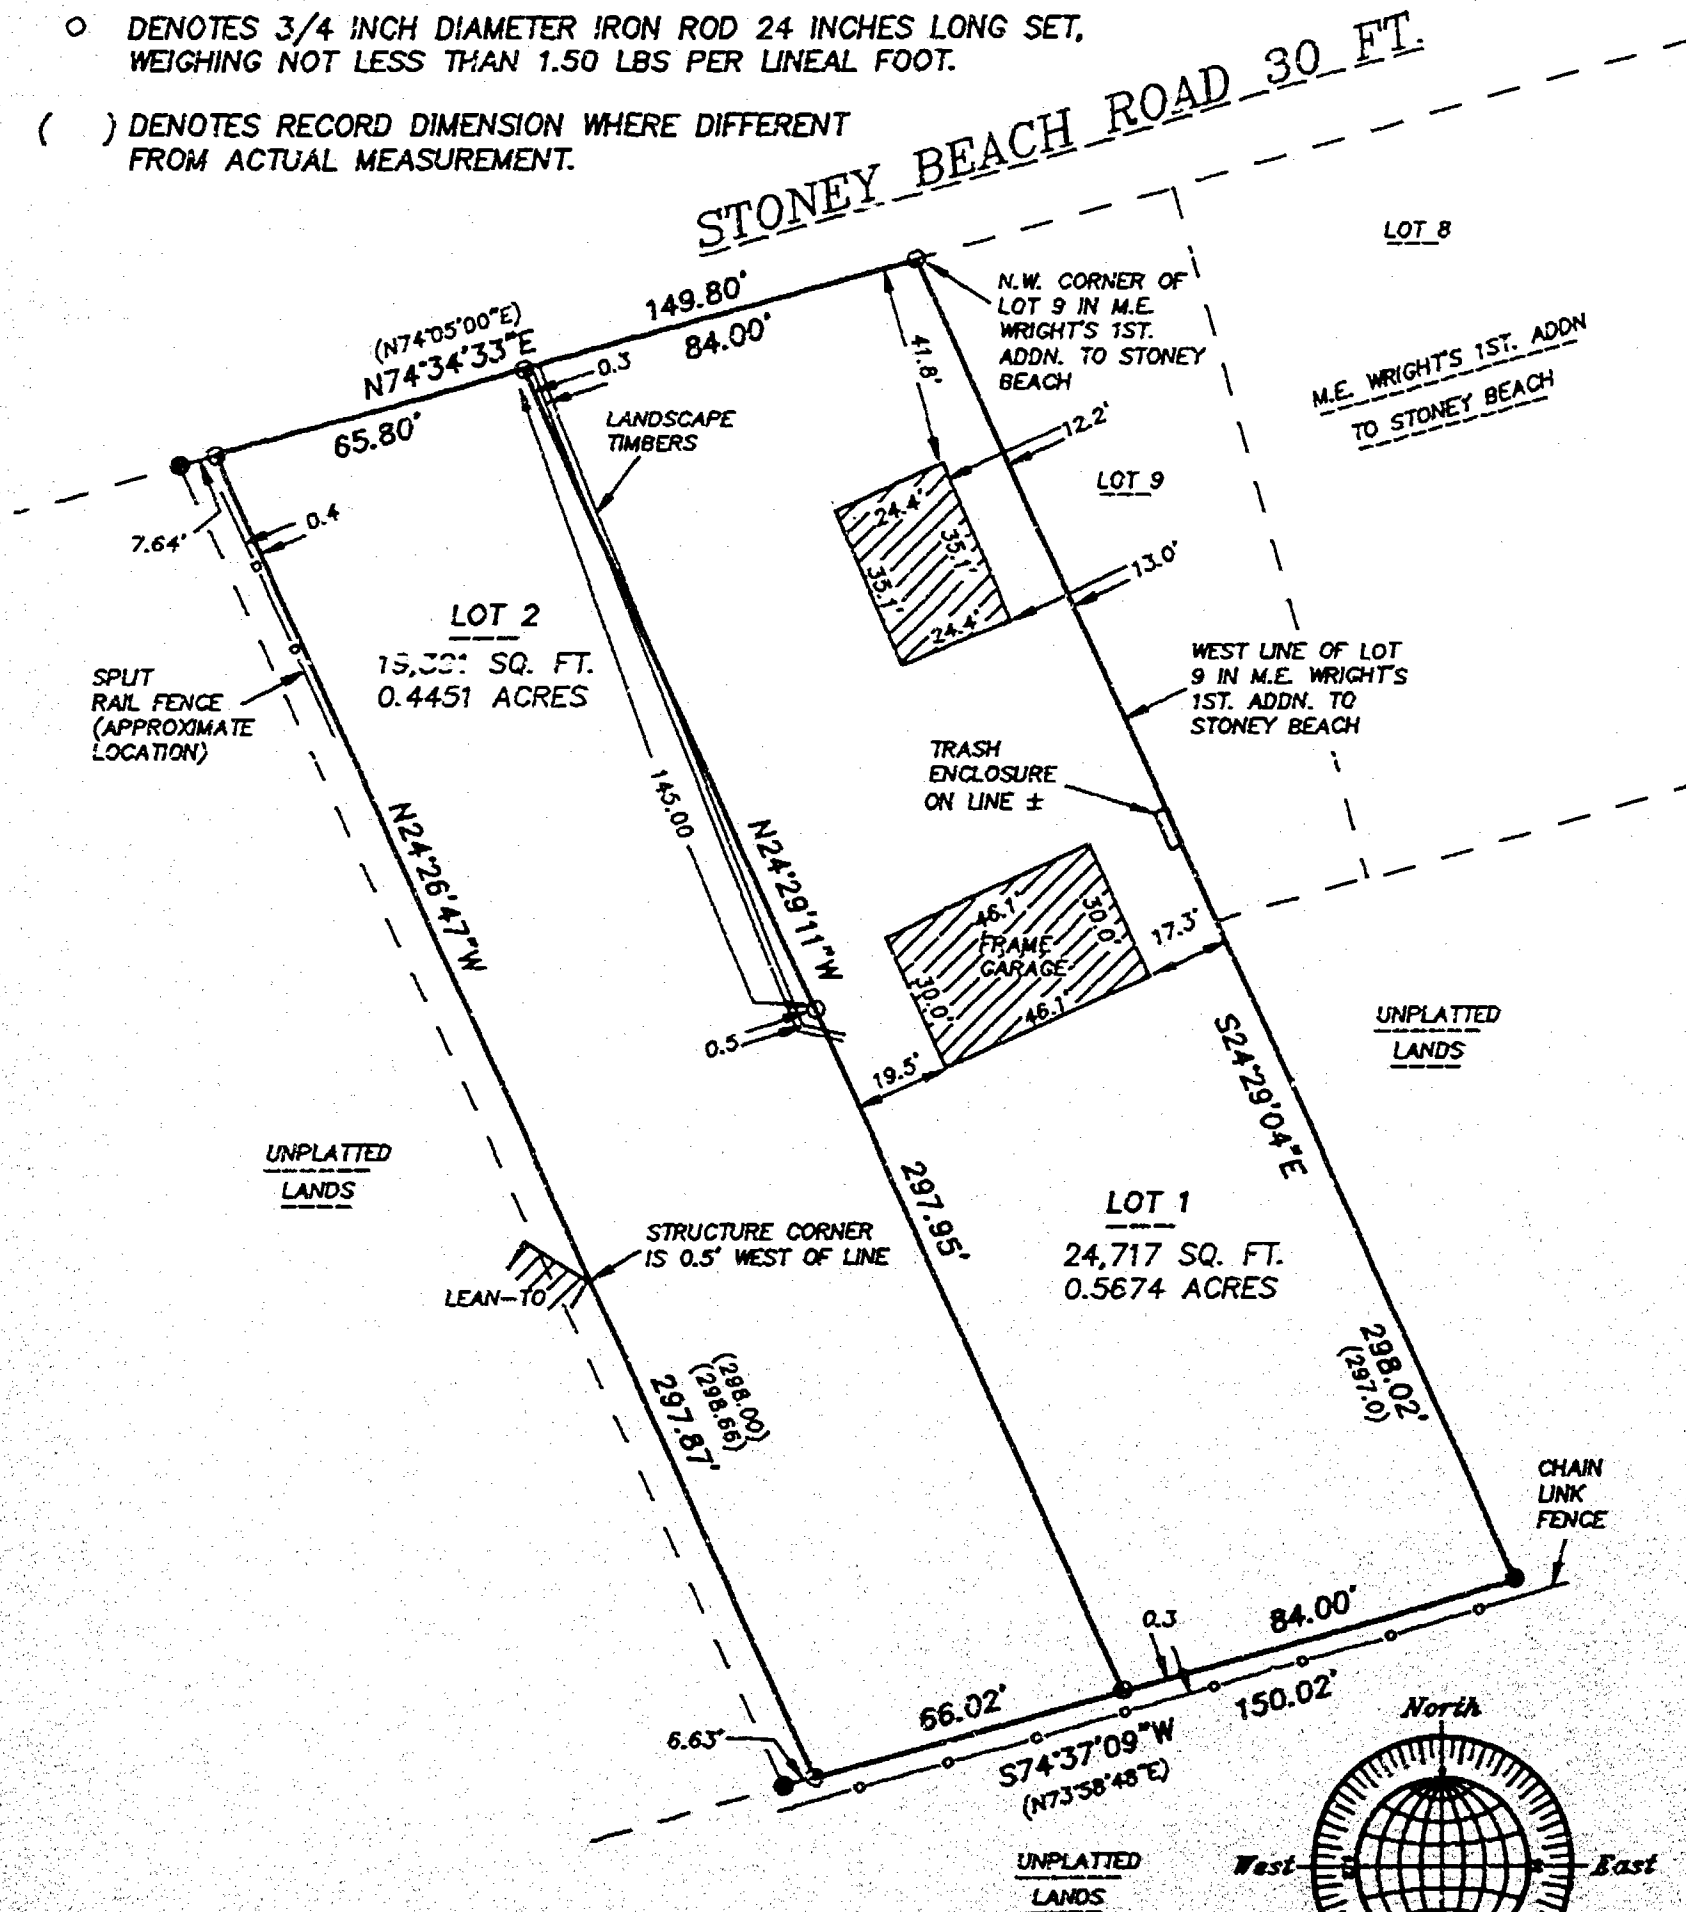 O DENOTES 3/4 INCH DIAMETER IRON ROD 24 INCHES LONG SET,
WEIGHING NOT LESS THAN 1.50 LBS PER LINEAL FOOT.
( ) DENOTES RECORD DIMENSION WHERE DIFFERENT
FROM ACTUAL MEASUREMENT.
STONEY BEACH ROAD 30 FT.
LOT 8
N.W. CORNER OF
LOT 9 IN M.E.
WRIGHT'S 1ST.
ADDN. TO STONEY
BEACH
149.80'
84.00'
(N74°05'00"E)
N74°34'33"E
65.80'
0.3
41.8'
M.E. WRIGHT'S 1ST. ADDN
TO STONEY BEACH
LANDSCAPE
TIMBERS
12.2'
LOT 9
24.4'
35.1'
35.1'
24.4'
13.0'
7.64'
0.4
LOT 2
SQ. FT.
0.4451 ACRES
SPLIT
RAIL FENCE
(APPROXIMATE
LOCATION)
WEST LINE OF LOT
9 IN M.E. WRIGHT'S
1ST. ADDN. TO
STONEY BEACH
TRASH
ENCLOSURE
ON LINE ±
145.00
N24°26'47"W
N24°29'11"W
46.1'
30.0'
FRAME
GARAGE
30.0'
46.1'
17.3'
0.5
19.5'
S24°29'04"E
UNPLATTED
LANDS
UNPLATTED
LANDS
297.95'
LOT 1
24,717 SQ. FT.
0.5674 ACRES
STRUCTURE CORNER
IS 0.5' WEST OF LINE
LEAN-TO
(298.00)
(298.66)
297.87'
298.02'
(297.0)
CHAIN
LINK
FENCE
0.3
84.00'
66.02'
150.02'
6.63'
S74°37'09"W
(N73°58'48"E)
North
West
East
UNPLATTED
LANDS